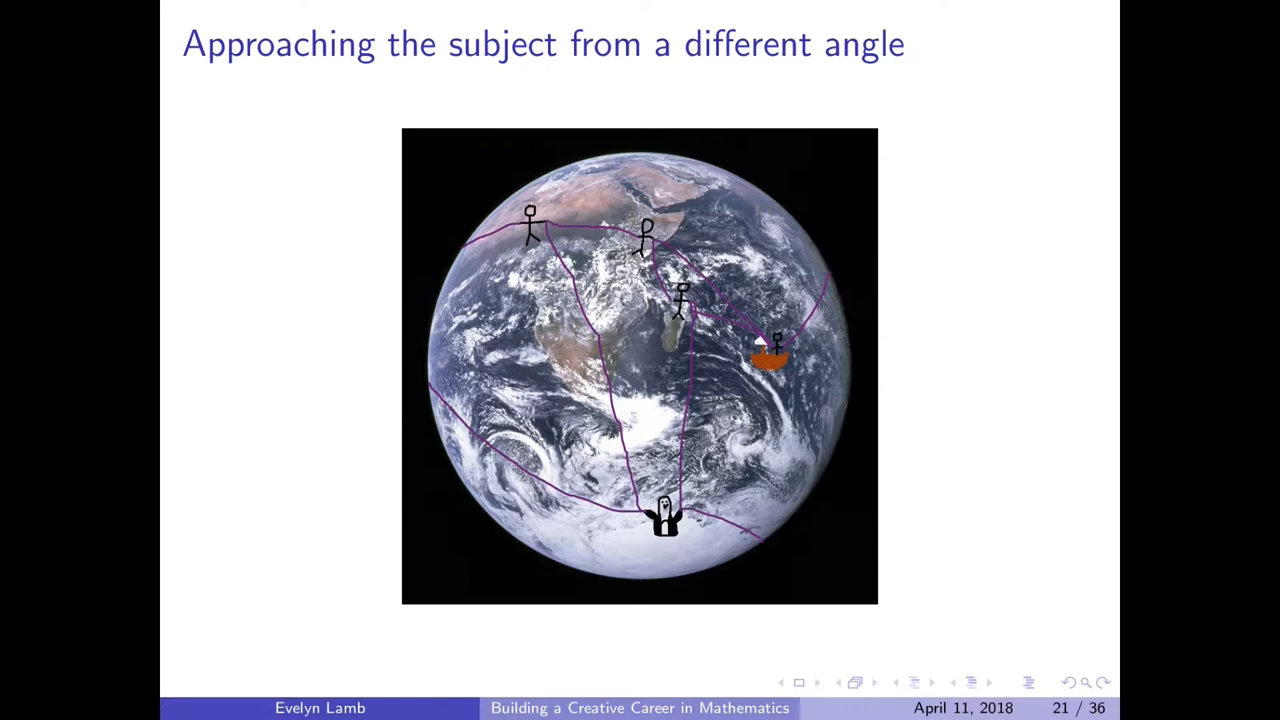 Approaching the subject from a different angle
Evelyn Lamb
Building a Creative Career in Mathematics
April 11, 2018
21 / 36